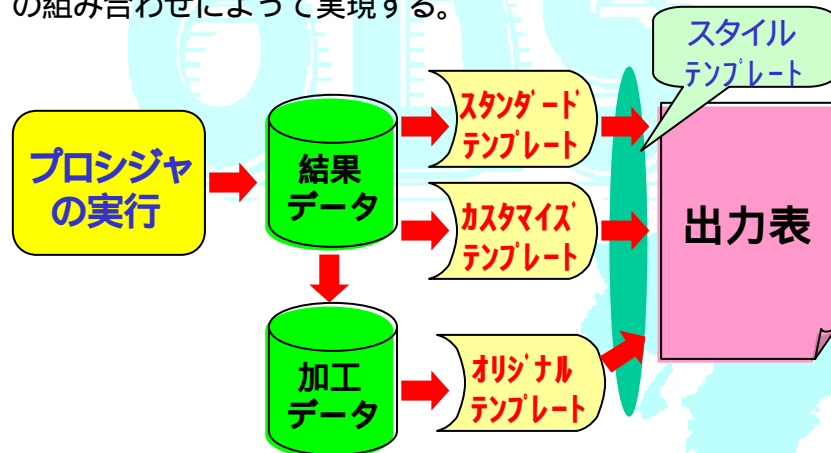 の組み合わせによって実現する。
ODS
スタイル
ﾃﾝﾌﾟﾚｰﾄ
プロシジャ
の実行
結果
データ
ｽﾀﾝﾀﾞｰﾄﾞ
ﾃﾝﾌﾟﾚｰﾄ
ｶｽﾀﾏｲｽﾞ
ﾃﾝﾌﾟﾚｰﾄ
出力表
加工
データ
ｵﾘｼﾞﾅﾙ
ﾃﾝﾌﾟﾚｰﾄ